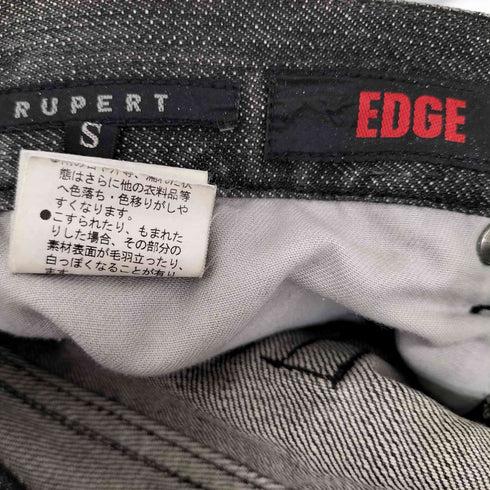 RUPERT
EDGE
S
態はさらに他の衣料品等
へ色落ち・色移りがしや
すくなります。
●こすられたり、もまれた
りした場合、その部分の
素材表面が毛羽立ったり、
白っぽくなることが有り